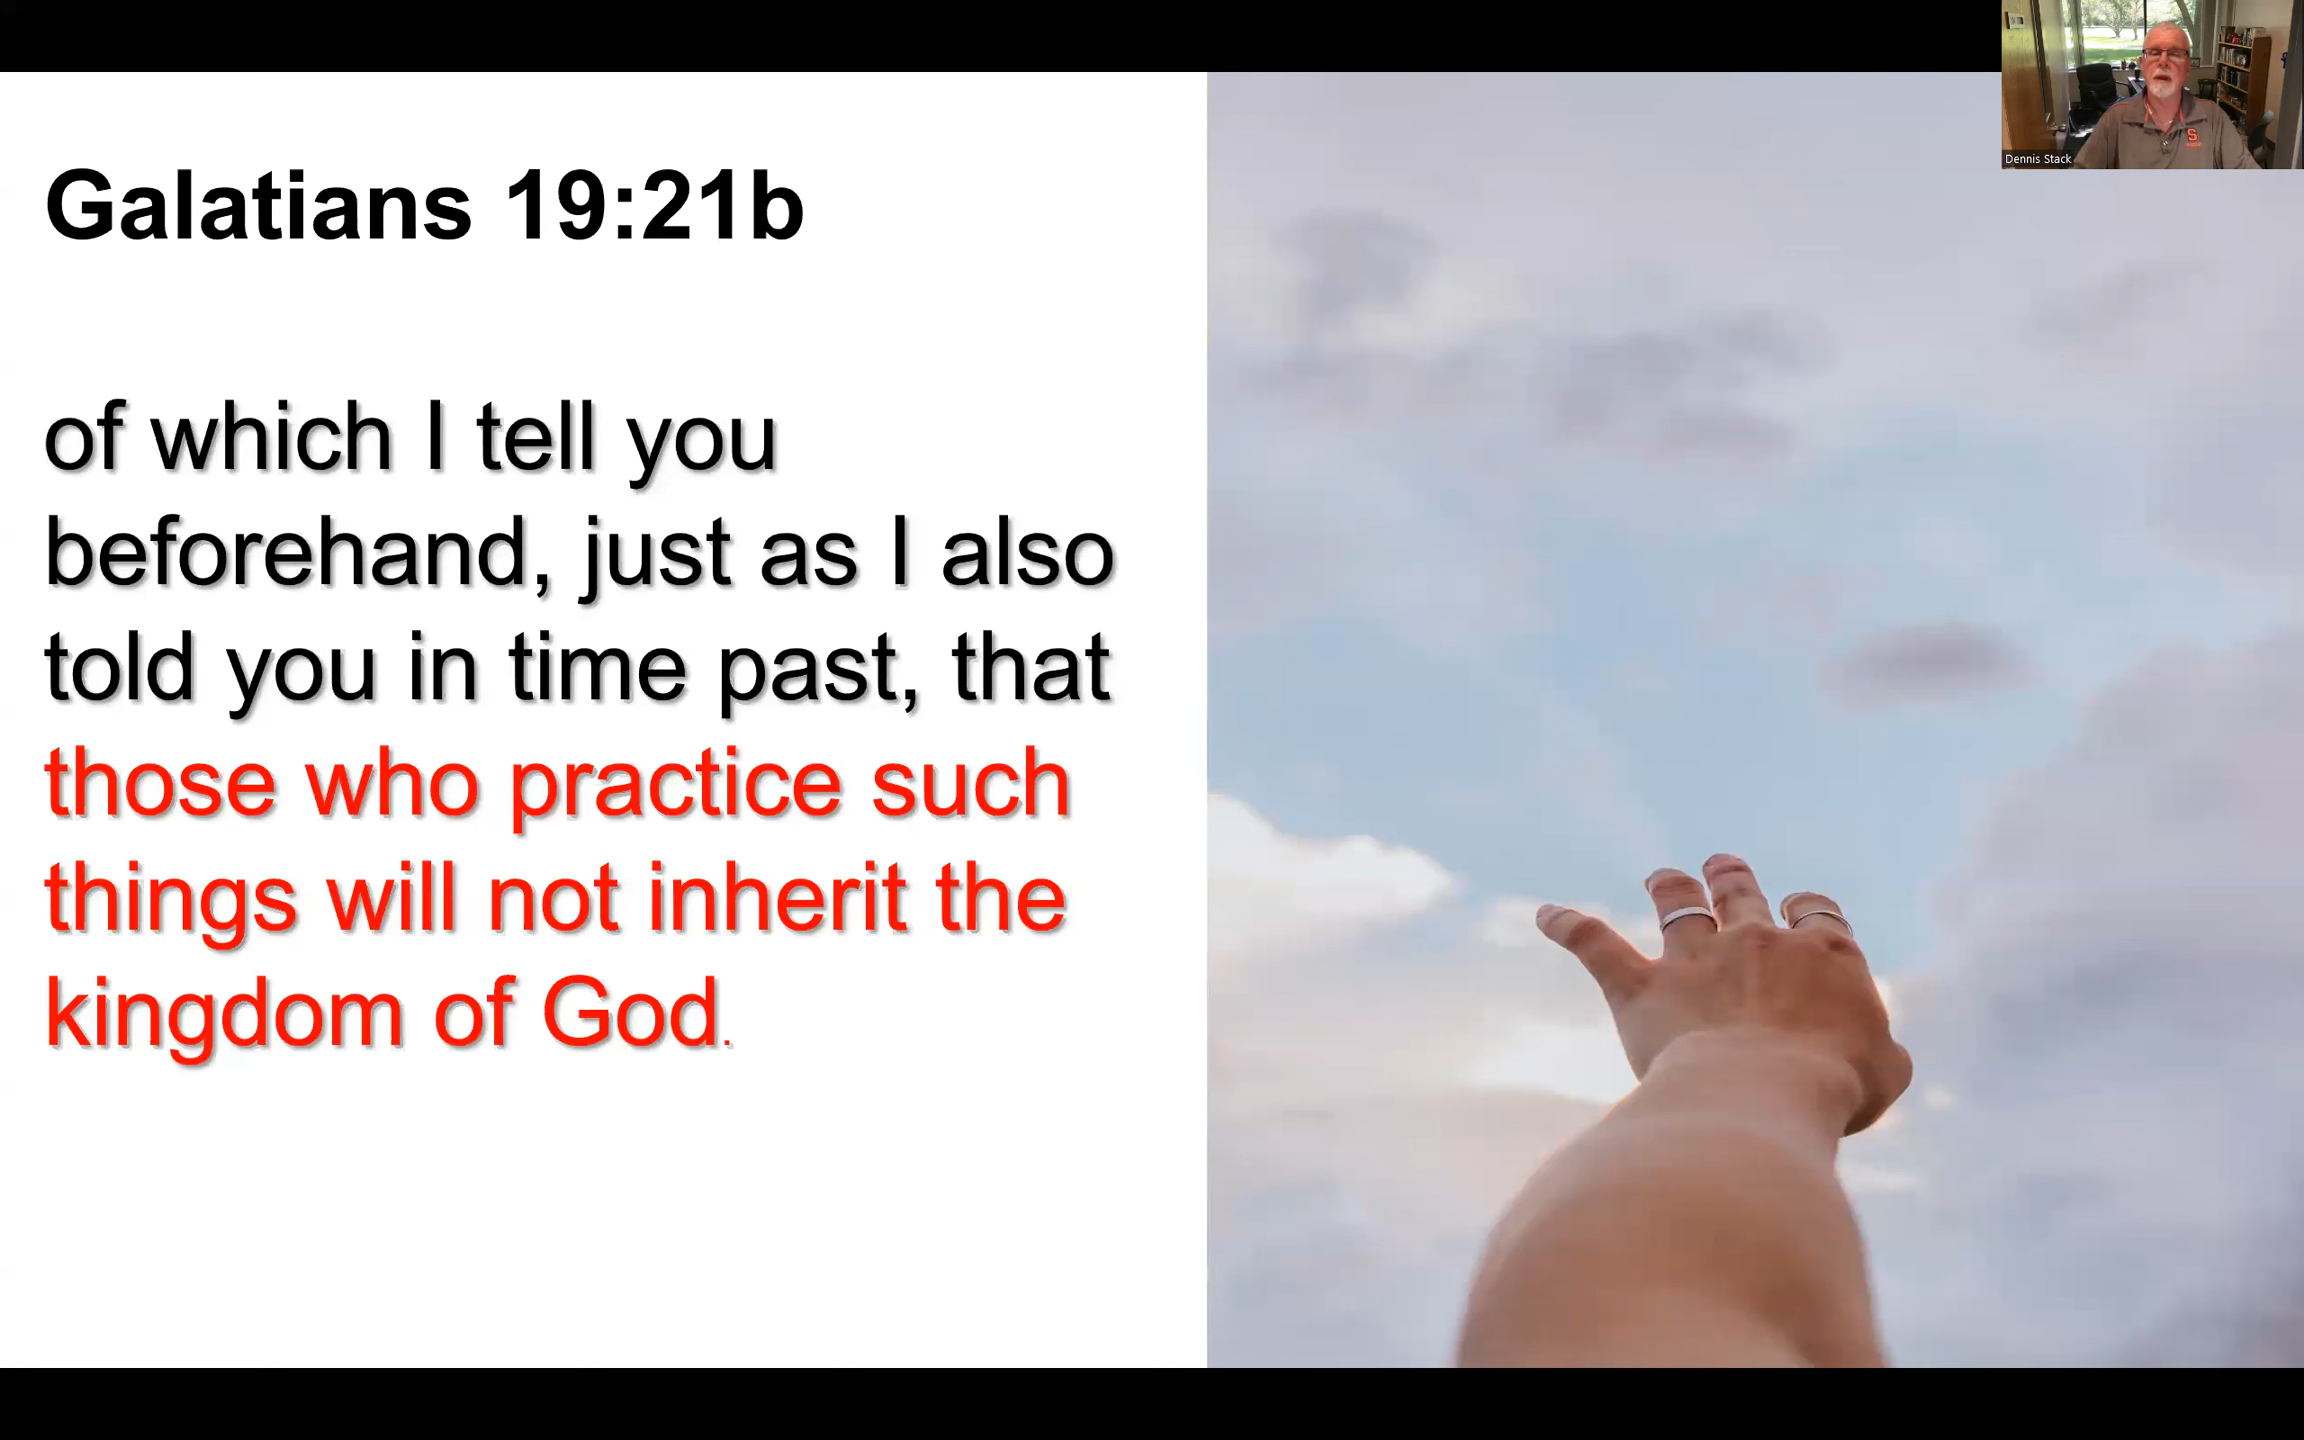 Galatians 19:21b
of which I tell you
beforehand, just as I also
told you in time past, that
those who practice such
things will not inherit the
kingdom of God.
Dennis Stack
S